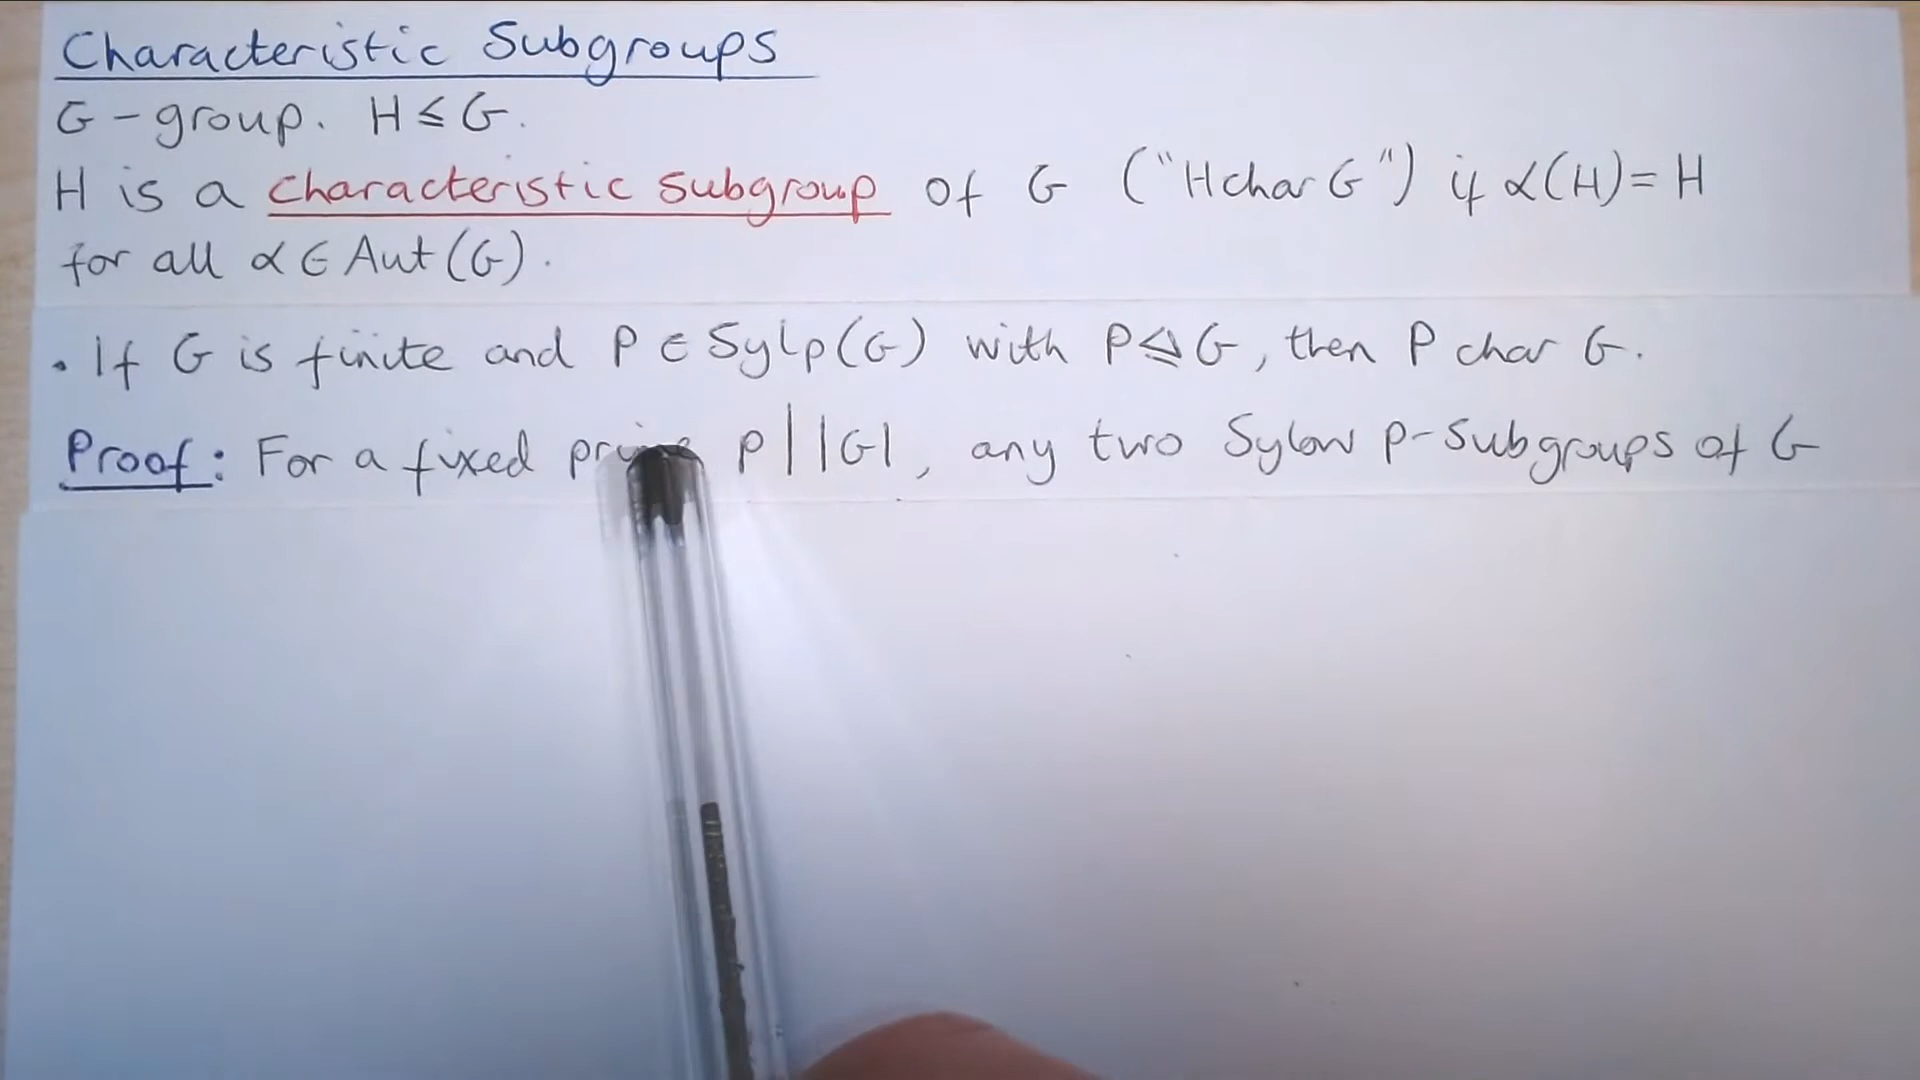 Characteristic Subgroups
G - group. H ≤ G.
H is a characteristic subgroup of G ("H char G") if α(H) = H
for all α ∈ Aut(G).
• If G is finite and P ∈ Sylp(G) with P ⊴ G, then P char G.
Proof: For a fixed prime p | |G|, any two Sylow p-subgroups of G